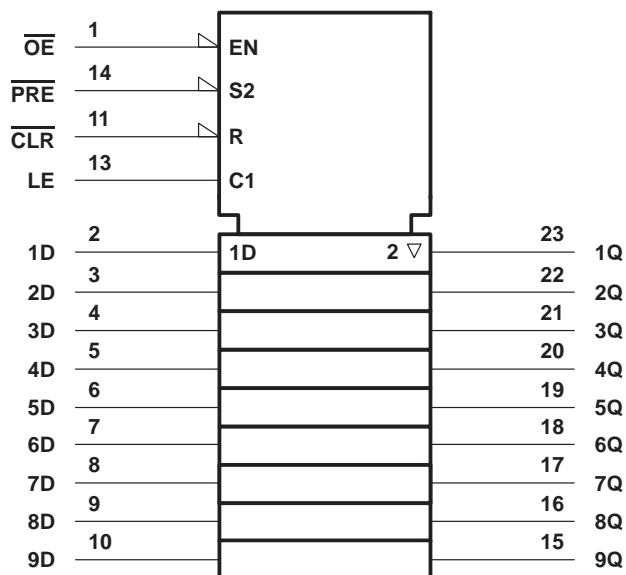 OE 1 EN
PRE 14 S2
CLR 11 R
LE 13 C1
1D 2 1D 2 ▽ 23 1Q
2D 3 22 2Q
3D 4 21 3Q
4D 5 20 4Q
5D 6 19 5Q
6D 7 18 6Q
7D 8 17 7Q
8D 9 16 8Q
9D 10 15 9Q